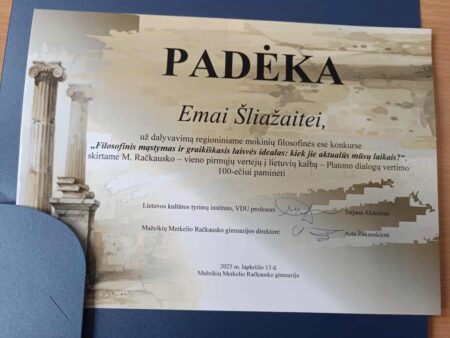 PADĖKA
Emai Šliažaitei,
už dalyvavimą regioniniame mokinių filosofinės esė konkurse
„Filosofinis mąstymas ir graikiškasis laisvės idealas: kiek jie aktualūs mūsų laikais?“,
skirtame M. Račkausko – vieno pirmųjų vertėjų į lietuvių kalbą – Platono dialogų vertimo
100-ečiui paminėti
Lietuvos kultūros tyrimų instituto, VDU profesorė Tatjana
Mažeikių Merkelio Račkausko gimnazijos direktorė Asta
2025 m. lapkričio 13 d.
Mažeikių Merkelio Račkausko gimnazija